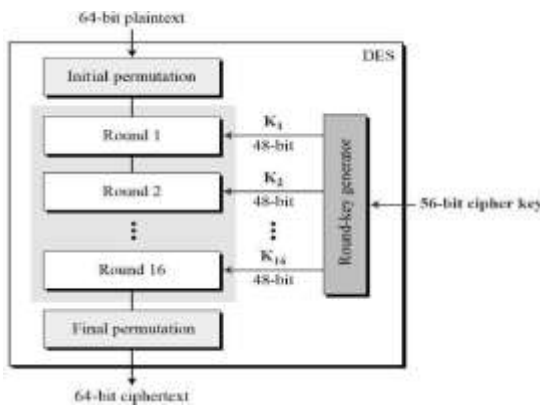 64-bit plaintext
DES
Initial permutation
K1
Round 1
48-bit
K2
Round 2
48-bit
56-bit cipher key
Round-key generator
K16
Round 16
48-bit
Final permutation
64-bit ciphertext